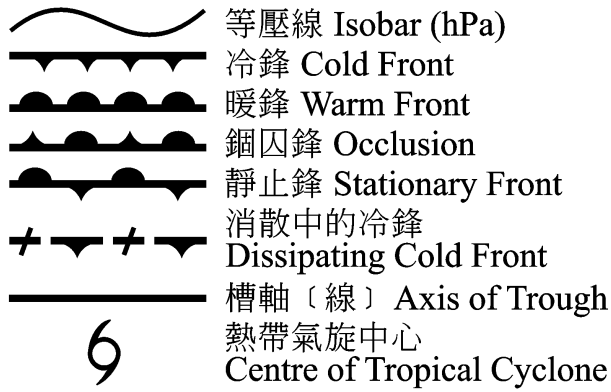 等壓線 Isobar (hPa)
冷鋒 Cold Front
暖鋒 Warm Front
錮囚鋒 Occlusion
靜止鋒 Stationary Front
消散中的冷鋒
Dissipating Cold Front
槽軸﹝線﹞ Axis of Trough
熱帶氣旋中心
Centre of Tropical Cyclone